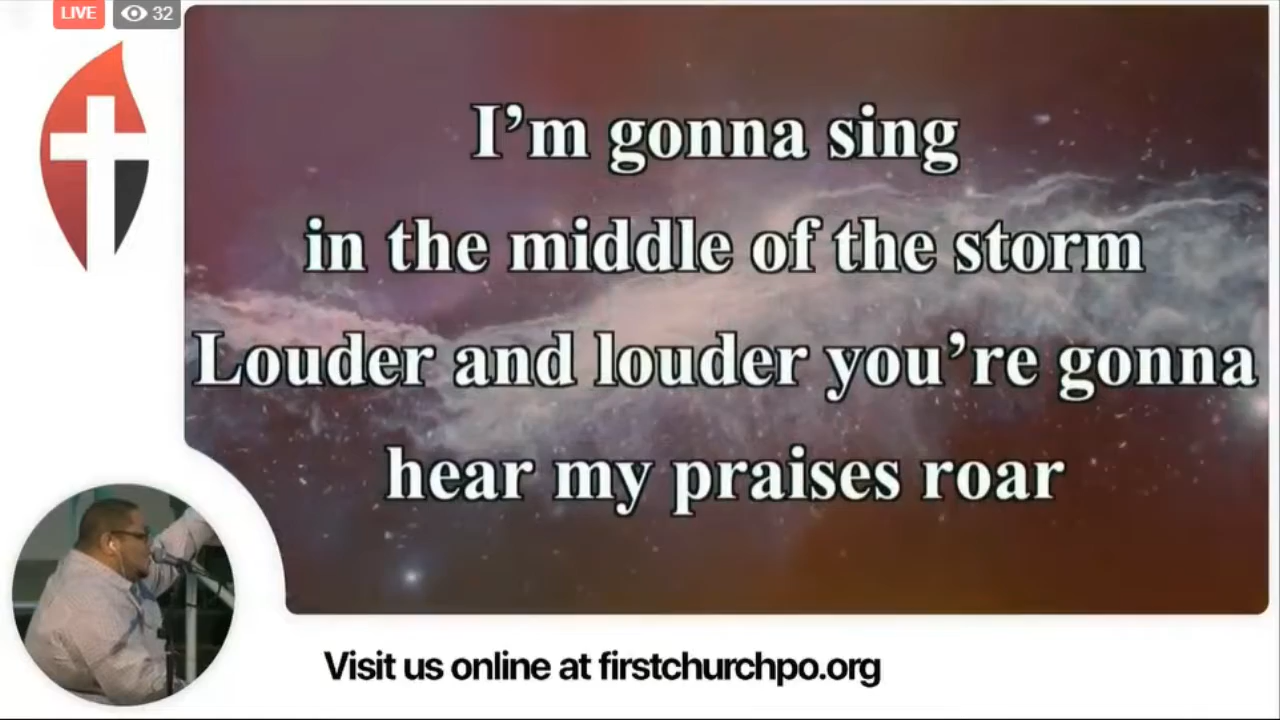 LIVE 32
I’m gonna sing
in the middle of the storm
Louder and louder you’re gonna
hear my praises roar
Visit us online at firstchurchpo.org